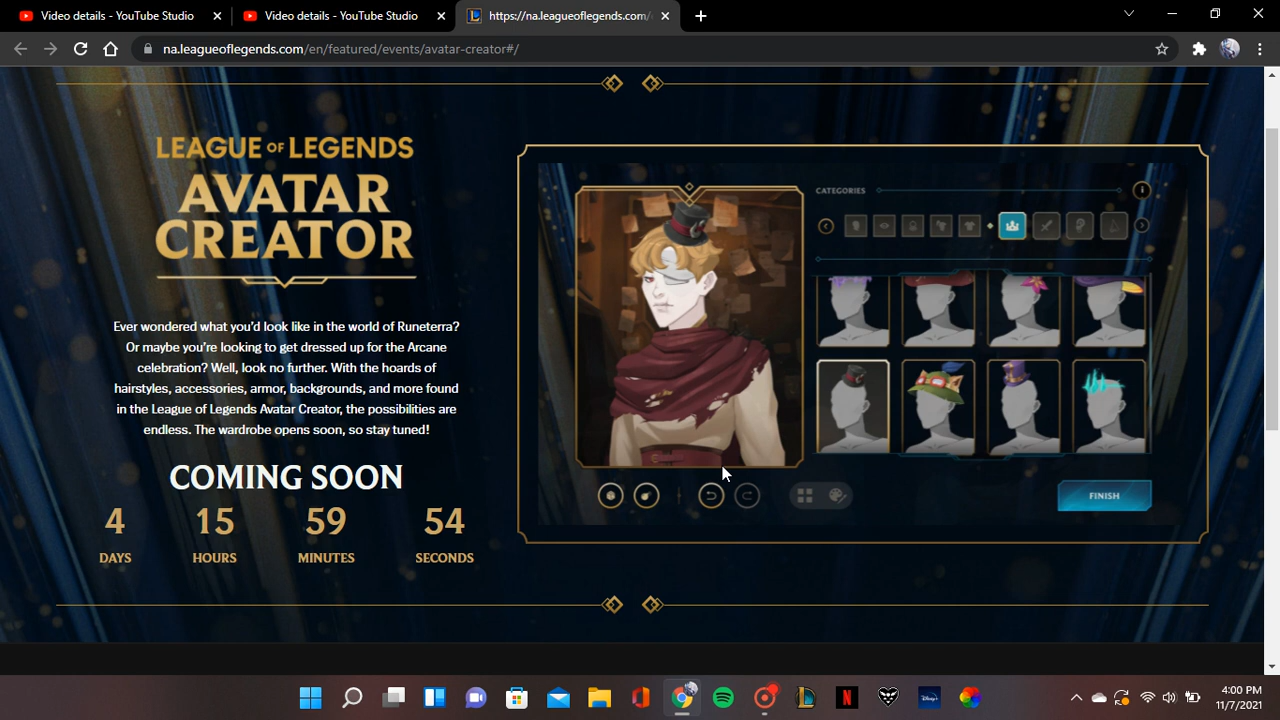 Video details - YouTube Studio
Video details - YouTube Studio
https://na.leagueoflegends.com/
na.leagueoflegends.com/en/featured/events/avatar-creator#/
LEAGUE OF LEGENDS
AVATAR
CREATOR
Ever wondered what you'd look like in the world of Runeterra?
Or maybe you're looking to get dressed up for the Arcane
celebration? Well, look no further. With the hoards of
hairstyles, accessories, armor, backgrounds, and more found
in the League of Legends Avatar Creator, the possibilities are
endless. The wardrobe opens soon, so stay tuned!
COMING SOON
4 15 59 54
DAYS HOURS MINUTES SECONDS
CATEGORIES
i
FINISH
N
Disney+
4:00 PM
11/7/2021